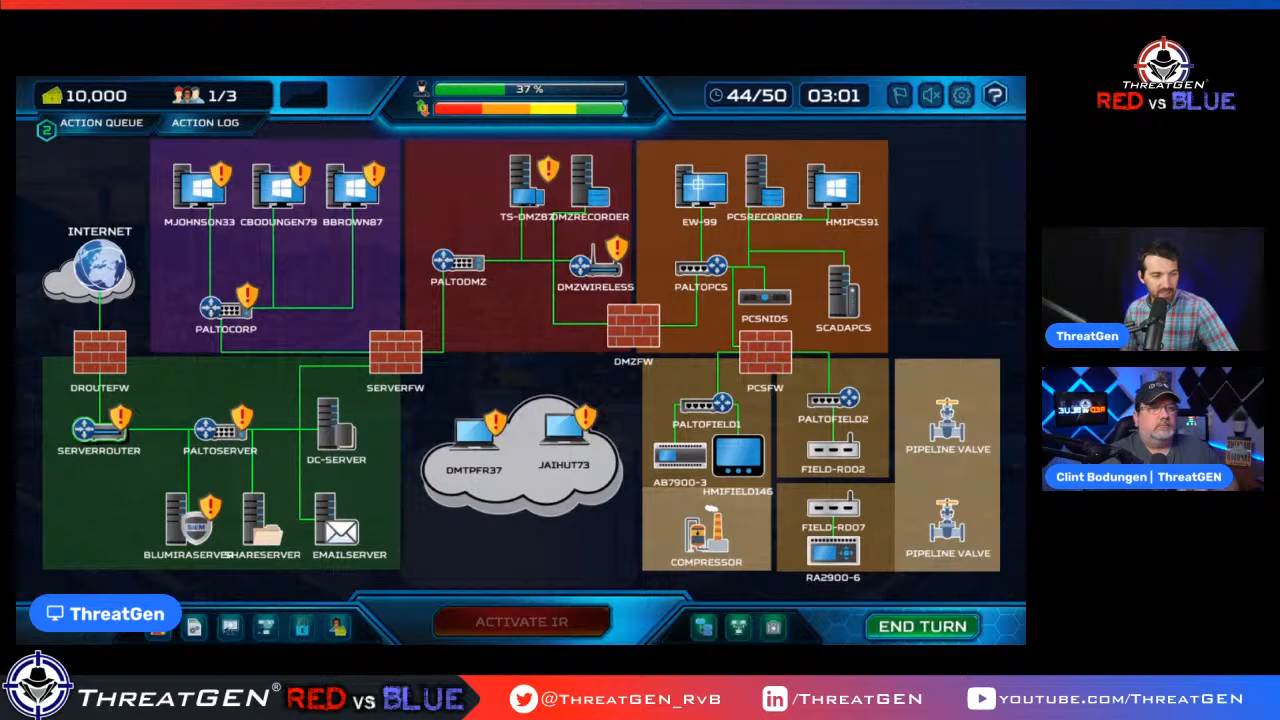 10,000
1/3
37 %
44/50
03:01
?
THREATGEN®
RED vs BLUE
2
ACTION QUEUE
ACTION LOG
MJOHNSON33
CBODUNGEN79
BBROWN87
TS-DMZ87
DMZRECORDER
EW-99
PCSRECORDER
HMIPCS91
INTERNET
PALTODMZ
DMZWIRELESS
PALTOPCS
PCSNIDS
SCADAPCS
PALTOCORP
DROUTEFW
SERVERFW
DMZFW
PCSFW
ThreatGen
SERVERROUTER
PALTOSERVER
DC-SERVER
DMTPFR37
JAIHUT73
PALTOFIELD1
PALTOFIELD2
PIPELINE VALVE
AB7900-3
HMIFIELD146
FIELD-RD02
Clint Bodungen | ThreatGEN
SIEM
BLUMIRASERVER
SHARESERVER
EMAILSERVER
COMPRESSOR
FIELD-RD07
RA2900-6
PIPELINE VALVE
ThreatGen
ACTIVATE IR
END TURN
THREATGEN® RED vs BLUE
@THREATGEN_RVB
in /THREATGEN
YOUTUBE.COM/THREATGEN